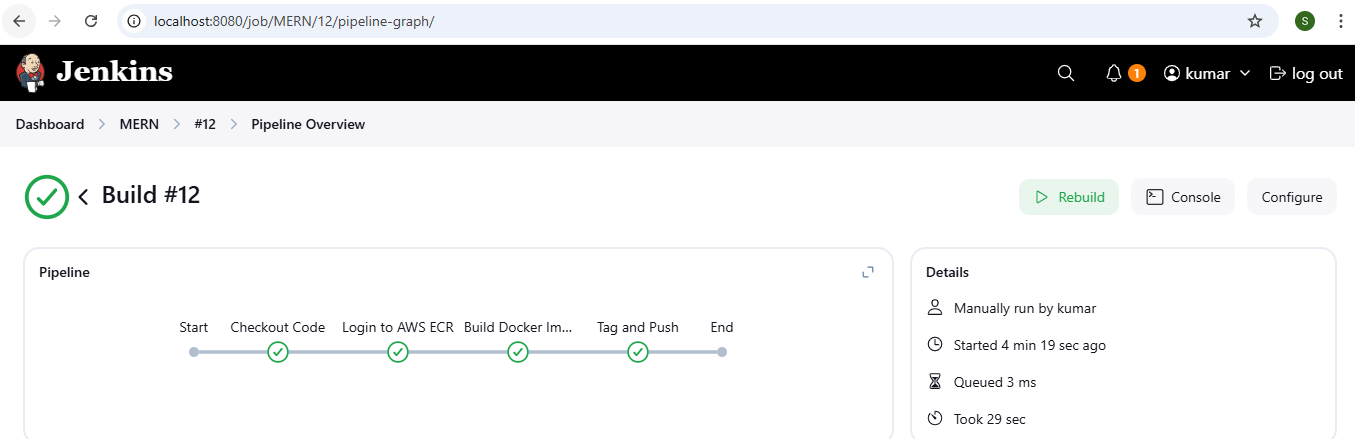 localhost:8080/job/MERN/12/pipeline-graph/
S
Jenkins
1
kumar
log out
Dashboard
MERN
#12
Pipeline Overview
Build #12
Rebuild
Console
Configure
Pipeline
Start
Checkout Code
Login to AWS ECR
Build Docker Im...
Tag and Push
End
Details
Manually run by kumar
Started 4 min 19 sec ago
Queued 3 ms
Took 29 sec